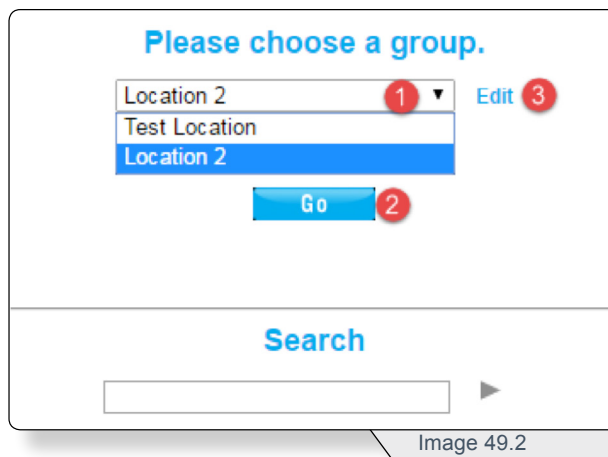 Please choose a group.
Location 2 1 ▼ Edit 3
Test Location
Location 2
Go 2
Search
Image 49.2